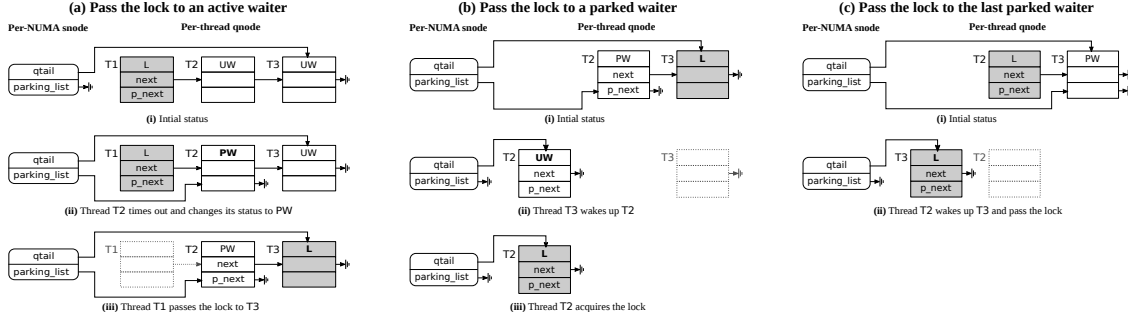 (a) Pass the lock to an active waiter
Per-NUMA snode
Per-thread qnode
qtail
parking_list
T1
L
next
p_next
T2
UW
T3
UW
(i) Intial status
qtail
parking_list
T1
L
next
p_next
T2
PW
T3
UW
(ii) Thread T2 times out and changes its status to PW
qtail
parking_list
T1
T2
PW
next
p_next
T3
L
(iii) Thread T1 passes the lock to T3
(b) Pass the lock to a parked waiter
Per-NUMA snode
Per-thread qnode
qtail
parking_list
T2
PW
next
p_next
T3
L
(i) Intial status
qtail
parking_list
T2
UW
next
p_next
T3
(ii) Thread T3 wakes up T2
qtail
parking_list
T2
L
next
p_next
(iii) Thread T2 acquires the lock
(c) Pass the lock to the last parked waiter
Per-NUMA snode
Per-thread qnode
qtail
parking_list
T2
L
next
p_next
T3
PW
(i) Intial status
qtail
parking_list
T3
L
next
p_next
T2
(ii) Thread T2 wakes up T3 and pass the lock